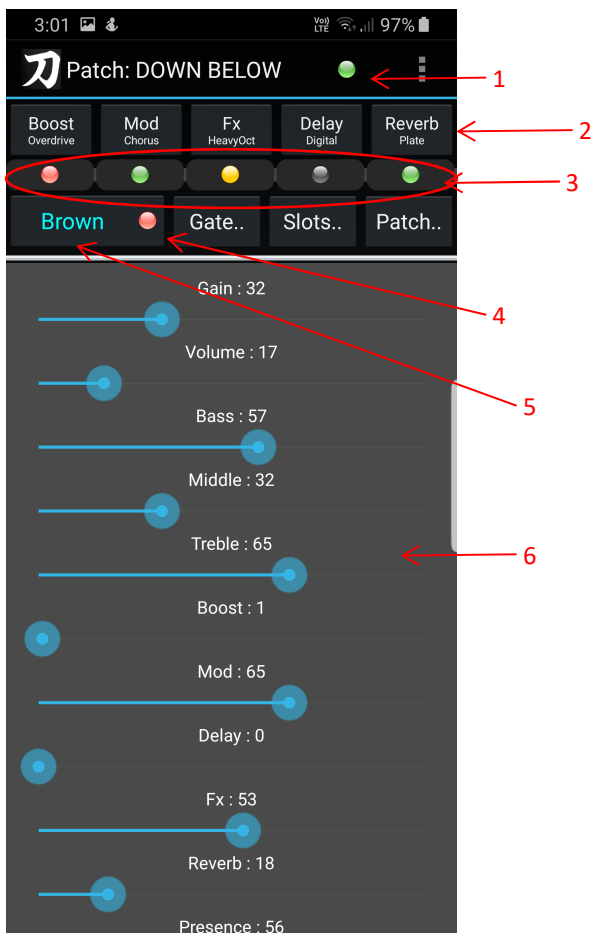 3:01 Vo) LTE 97%
刀 Patch: DOWN BELOW
1
Boost Mod Fx Delay Reverb
Overdrive Chorus HeavyOct Digital Plate
2
3
Brown Gate.. Slots.. Patch..
Gain : 32
4
Volume : 17
5
Bass : 57
Middle : 32
Treble : 65
6
Boost : 1
Mod : 65
Delay : 0
Fx : 53
Reverb : 18
Presence : 56